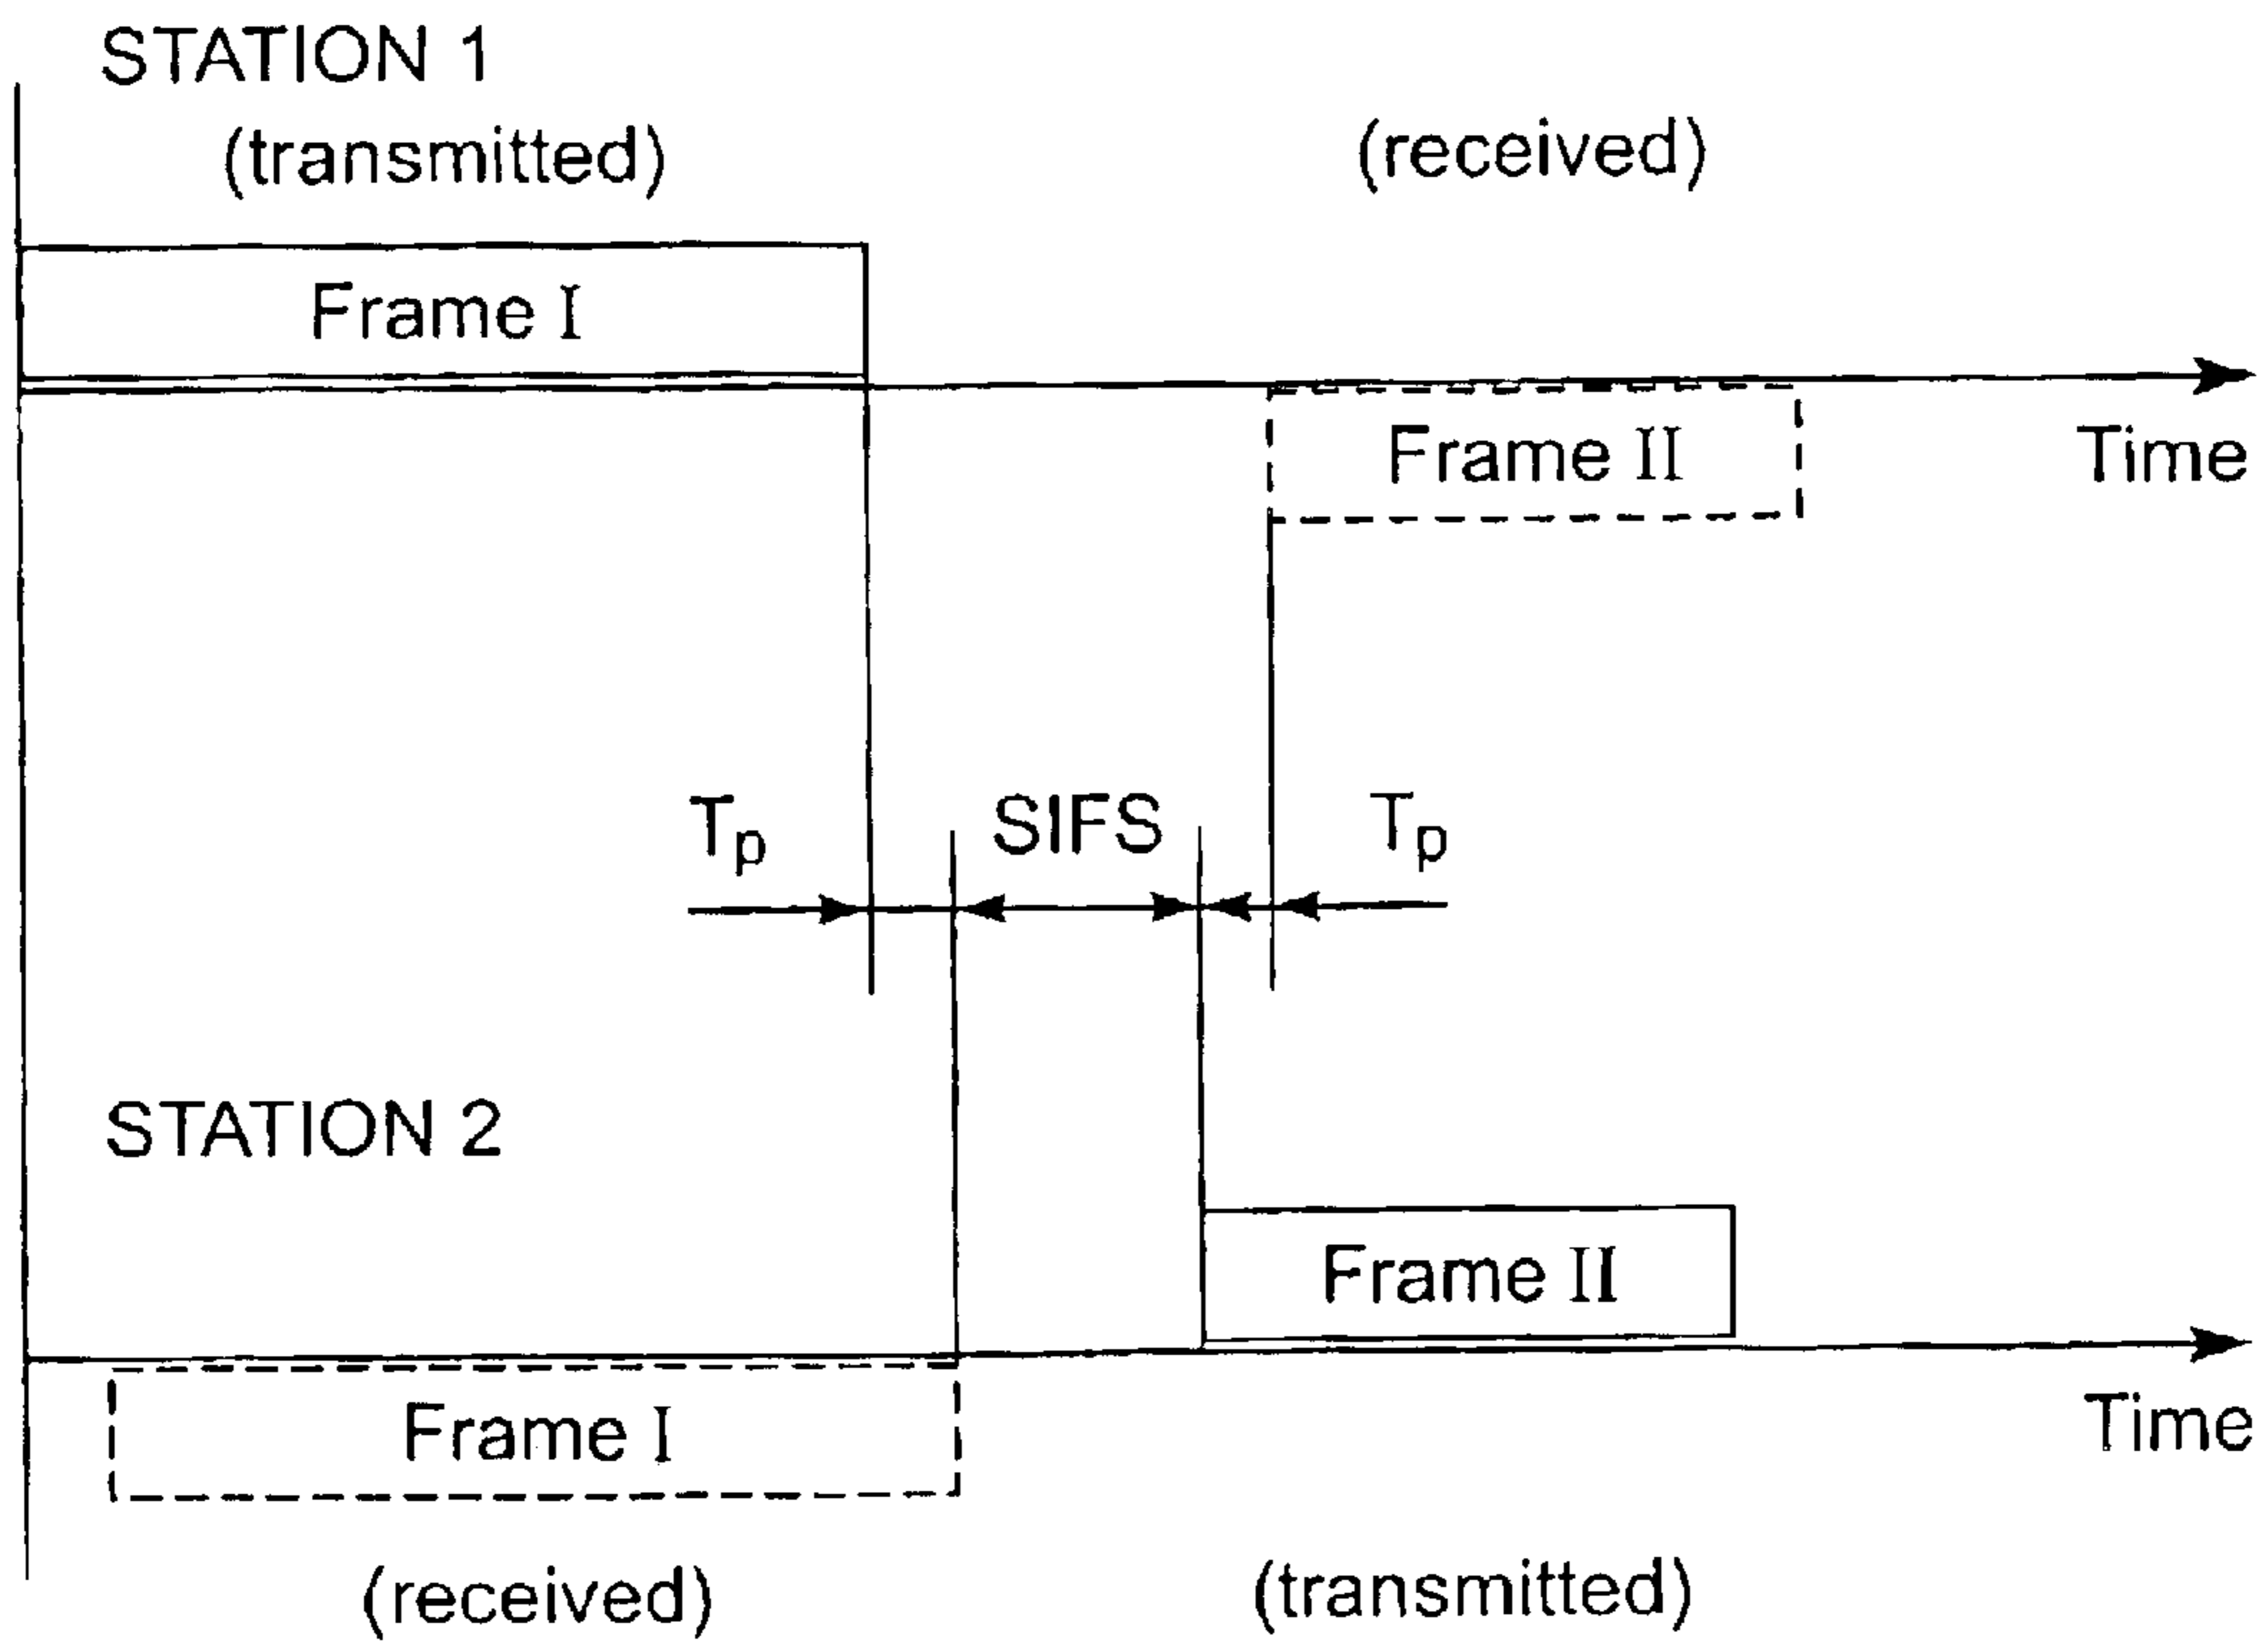 STATION 1
(transmitted)
(received)
Frame I
Frame II
Time
Tp
SIFS
Tp
STATION 2
Frame II
Frame I
Time
(received)
(transmitted)